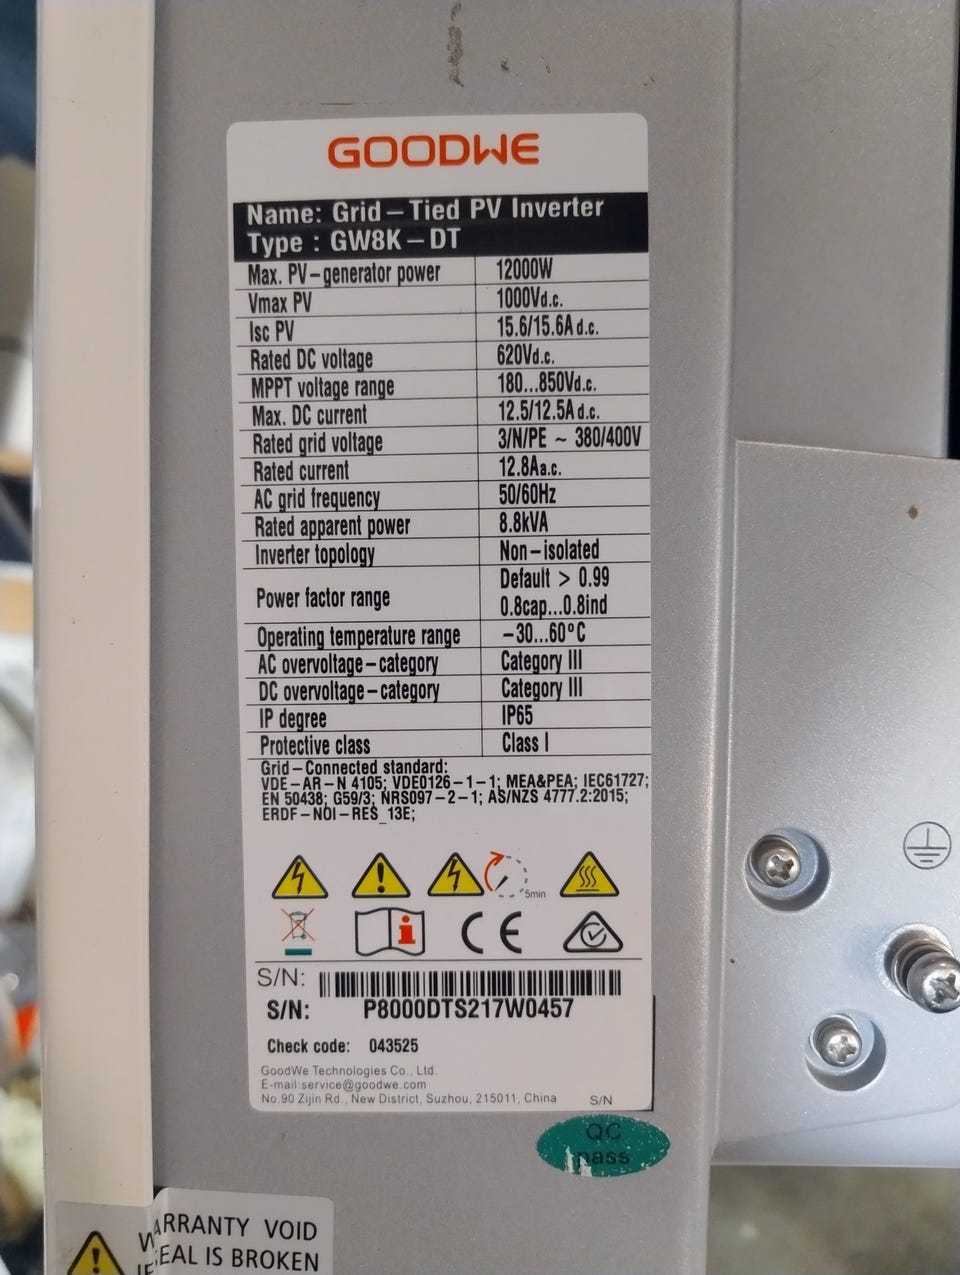 GOODWE
Name: Grid-Tied PV Inverter
Type : GW8K-DT
Max. PV-generator power 12000W
Vmax PV 1000Vd.c.
Isc PV 15.6/15.6A d.c.
Rated DC voltage 620Vd.c.
MPPT voltage range 180...850Vd.c.
Max. DC current 12.5/12.5A d.c.
Rated grid voltage 3/N/PE ~ 380/400V
Rated current 12.8Aa.c.
AC grid frequency 50/60Hz
Rated apparent power 8.8kVA
Inverter topology Non-isolated
Power factor range Default > 0.99
0.8cap...0.8ind
Operating temperature range -30...60°C
AC overvoltage-category Category III
DC overvoltage-category Category III
IP degree IP65
Protective class Class I
Grid-Connected standard:
VDE-AR-N 4105; VDE0126-1-1; MEA&PEA; IEC61727;
EN 50438; G59/3; NRS097-2-1; AS/NZS 4777.2:2015;
ERDF-NOI-RES_13E;
5min
CE
S/N:
S/N: P8000DTS217W0457
Check code: 043525
GoodWe Technologies Co., Ltd.
E-mail:service@goodwe.com
No.90 Zijin Rd., New District, Suzhou, 215011, China S/N
QC
pass
WARRANTY VOID
SEAL IS BROKEN